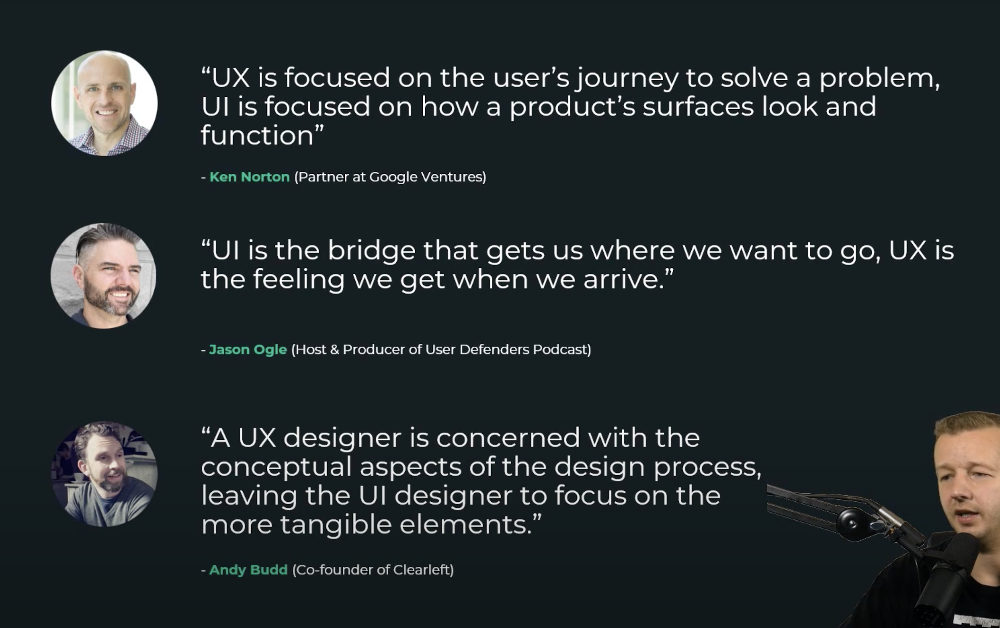 “UX is focused on the user’s journey to solve a problem,
UI is focused on how a product’s surfaces look and
function”
- Ken Norton (Partner at Google Ventures)
“UI is the bridge that gets us where we want to go, UX is
the feeling we get when we arrive.”
- Jason Ogle (Host & Producer of User Defenders Podcast)
“A UX designer is concerned with the
conceptual aspects of the design process,
leaving the UI designer to focus on the
more tangible elements.”
- Andy Budd (Co-founder of Clearleft)